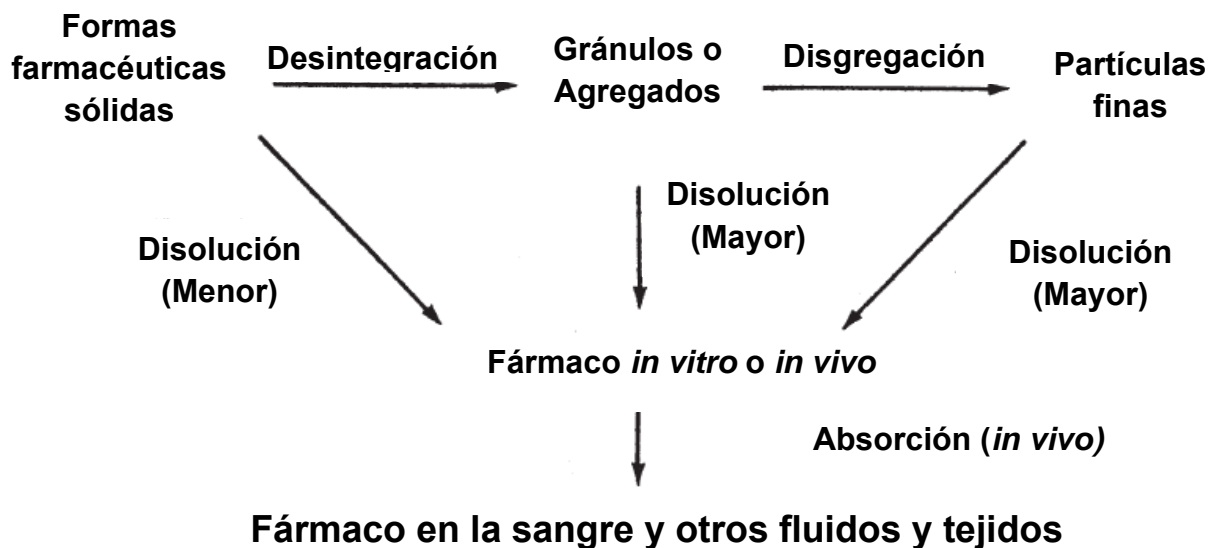 Formas
farmacéuticas
sólidas
Desintegración
Gránulos o
Agregados
Disgregación
Partículas
finas
Disolución
(Menor)
Disolución
(Mayor)
Disolución
(Mayor)
Fármaco in vitro o in vivo
Absorción (in vivo)
Fármaco en la sangre y otros fluidos y tejidos